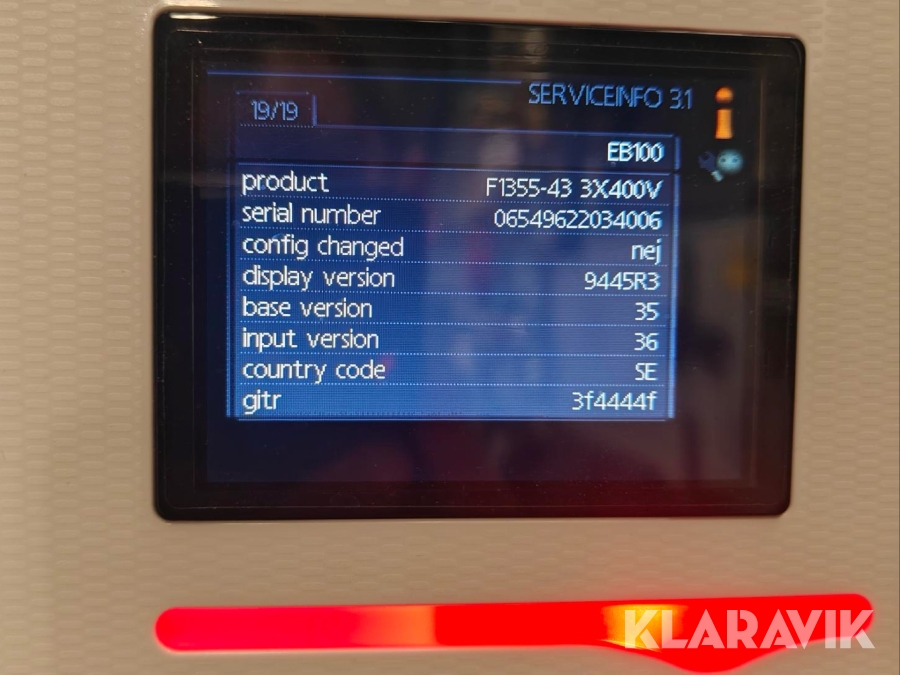 SERVICEINFO 3.1
19/19
EB100
product F1355-43 3X400V
serial number 06549622034006
config changed nej
display version 9445R3
base version 35
input version 36
country code SE
gitr 3f4444f
KLARAVIK